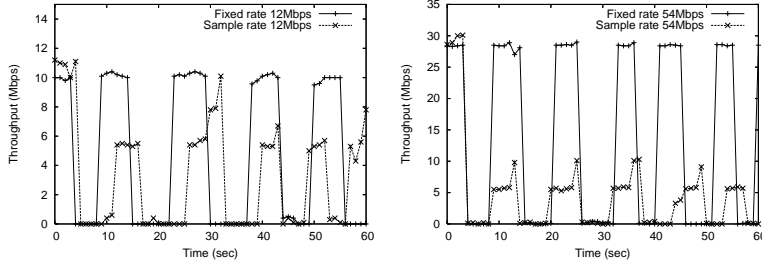 Fixed rate 12Mbps
Sample rate 12Mbps
Throughput (Mbps)
14
12
10
8
6
4
2
0
0 10 20 30 40 50 60
Time (sec)
Fixed rate 54Mbps
Sample rate 54Mbps
Throughput (Mbps)
35
30
25
20
15
10
5
0
0 10 20 30 40 50 60
Time (sec)